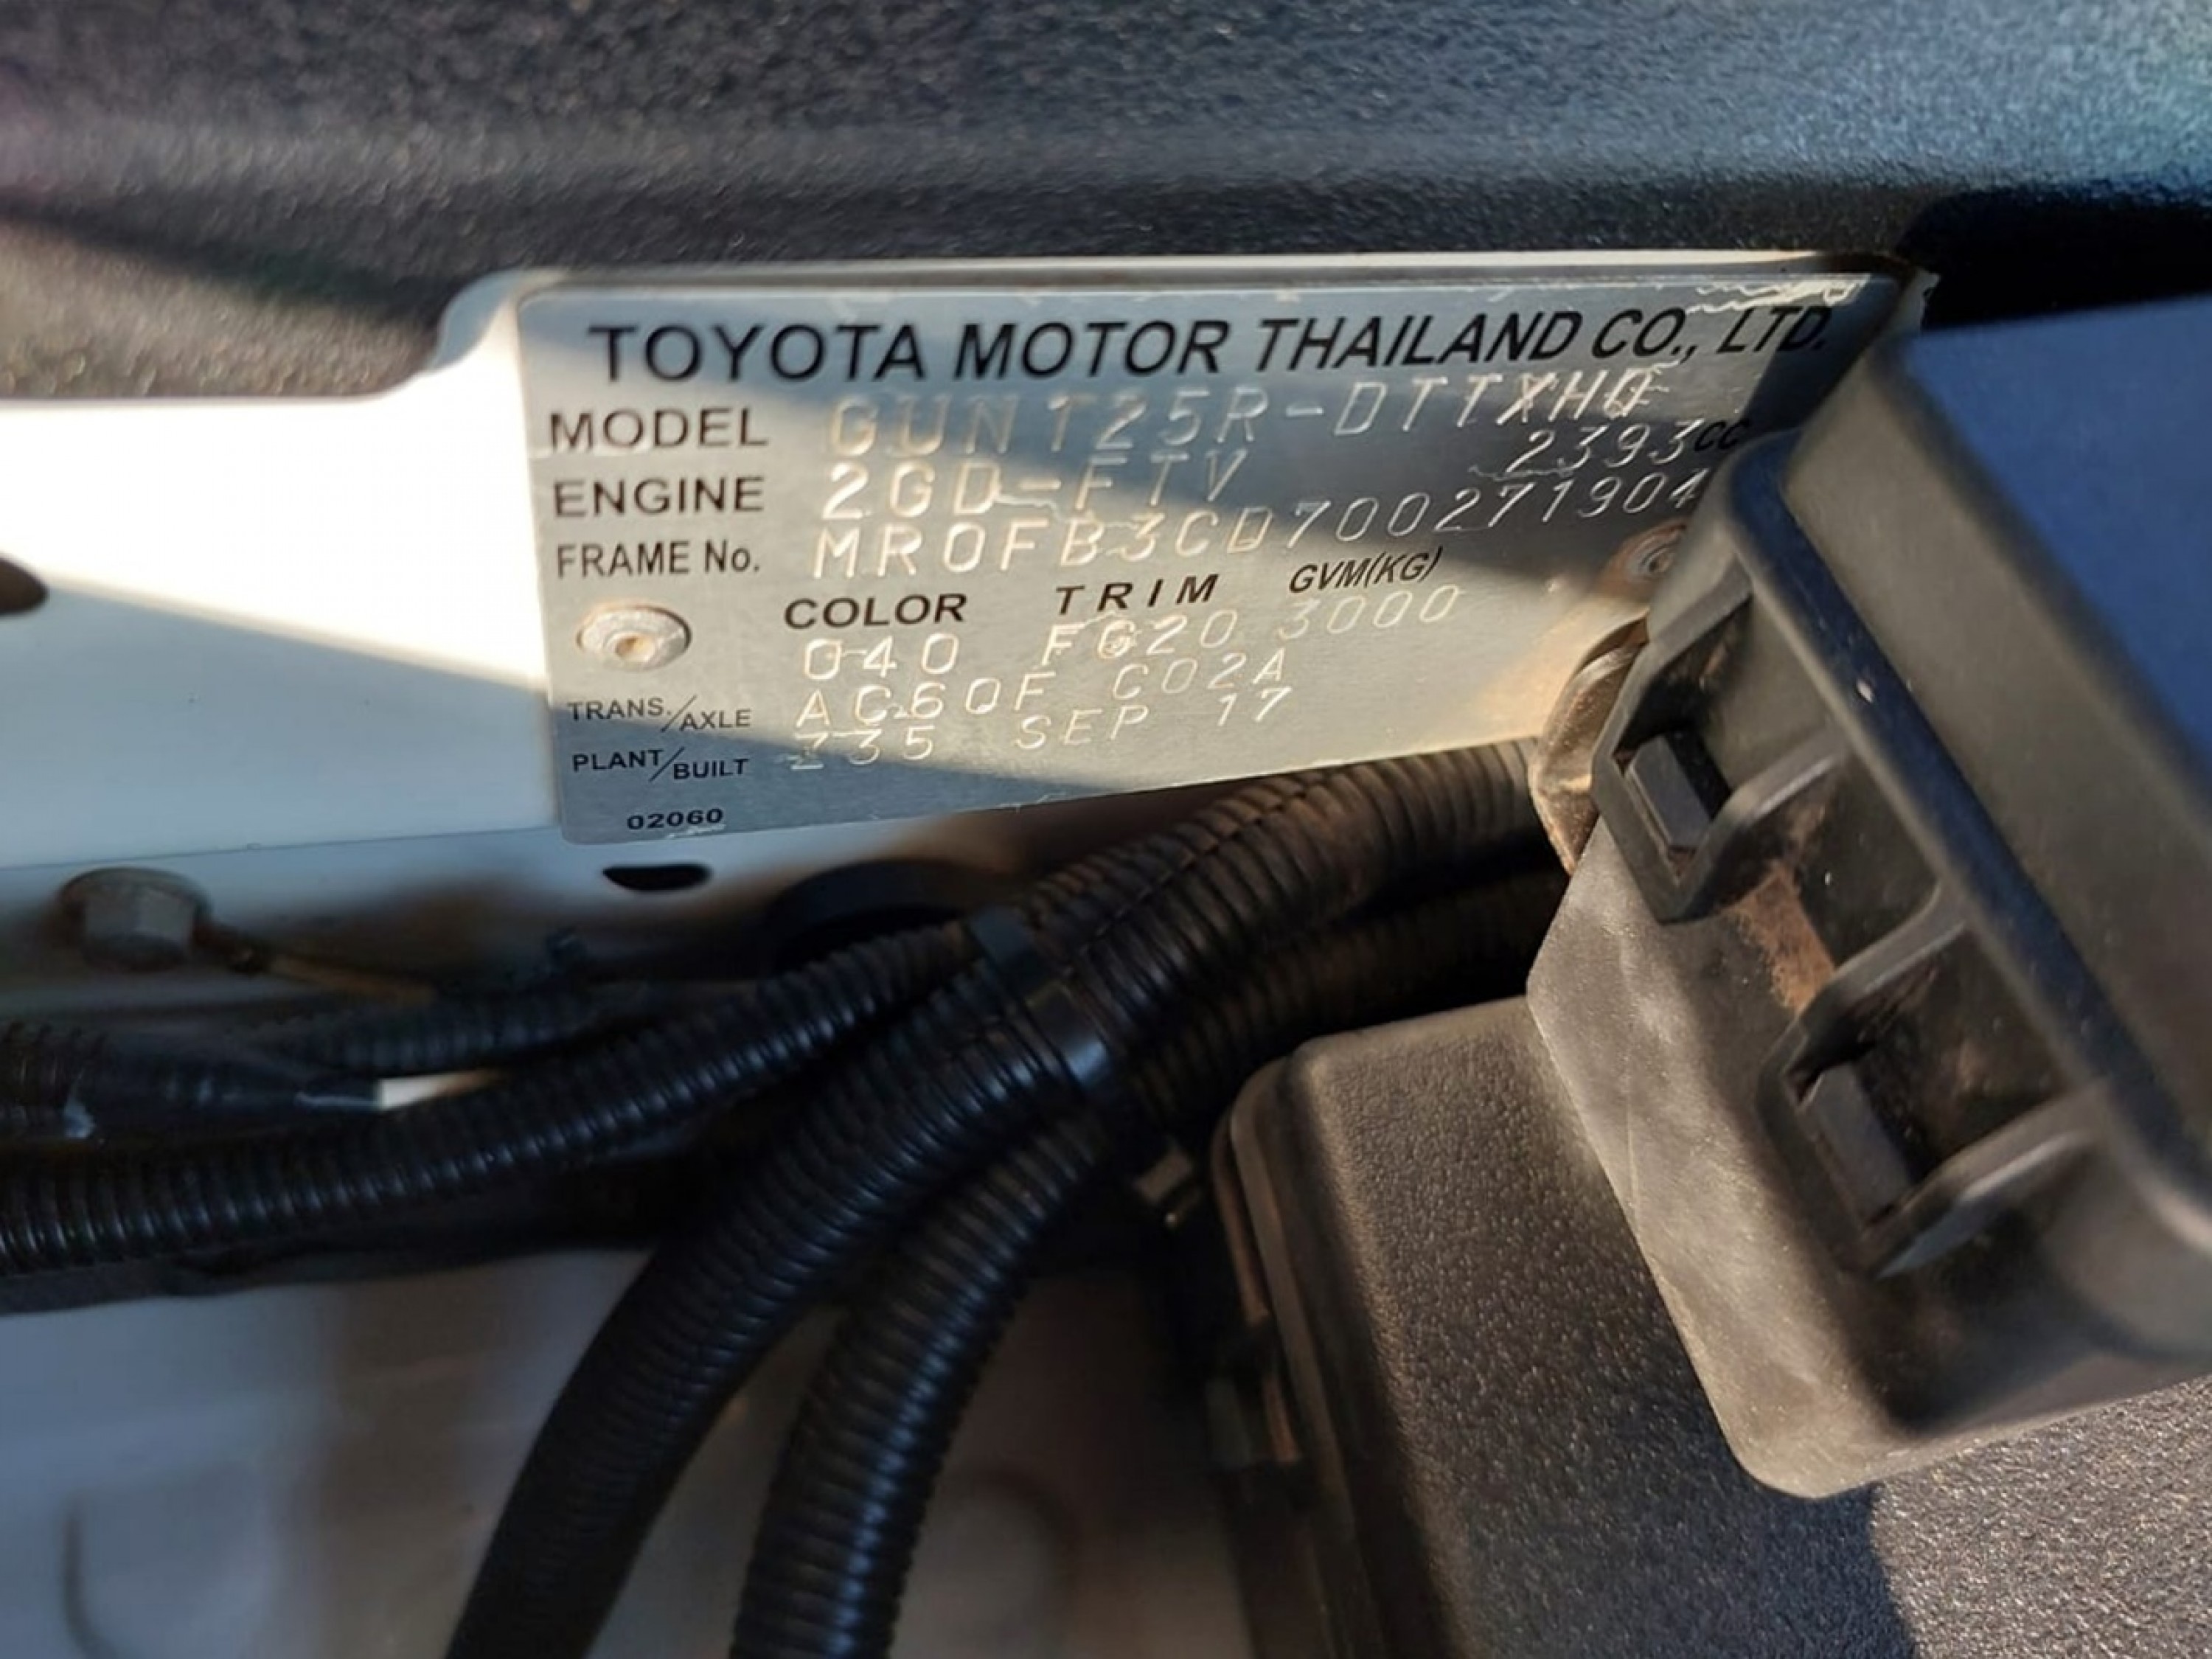 TOYOTA MOTOR THAILAND CO., LTD.
MODEL GUN125R-DTTXHQ
ENGINE 2GD-FTV 2393CC
FRAME No. MR0FB3CD700271904
COLOR TRIM GVM(KG)
040 FG20 3000
TRANS./AXLE AC60F C02A
PLANT/BUILT Z35 SEP 17
02060